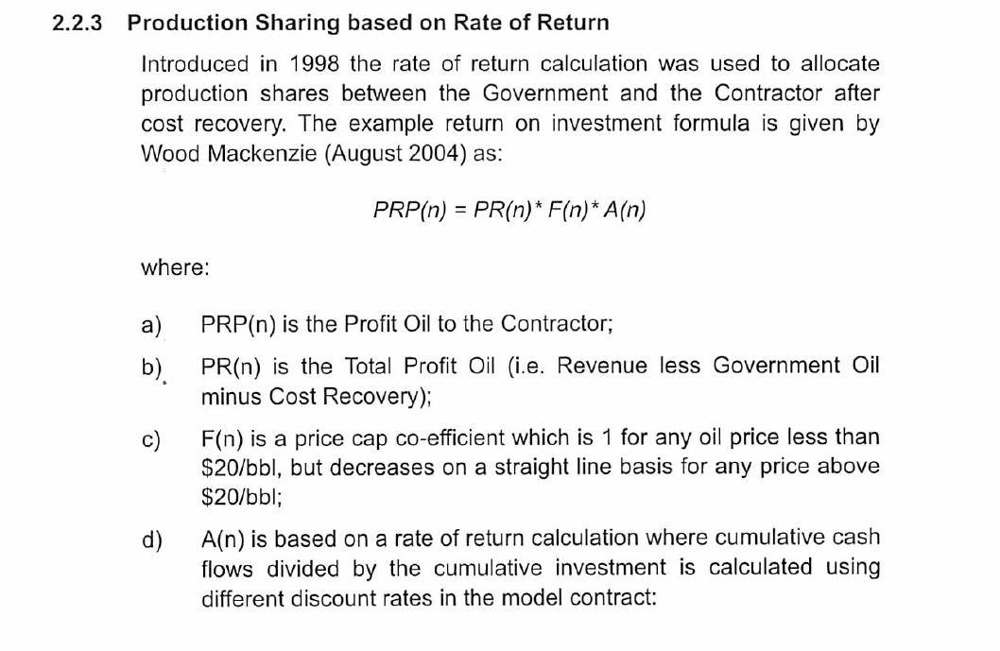 2.2.3 Production Sharing based on Rate of Return
Introduced in 1998 the rate of return calculation was used to allocate
production shares between the Government and the Contractor after
cost recovery. The example return on investment formula is given by
Wood Mackenzie (August 2004) as:
PRP(n) = PR(n)* F(n)* A(n)
where:
a) PRP(n) is the Profit Oil to the Contractor;
b) PR(n) is the Total Profit Oil (i.e. Revenue less Government Oil
minus Cost Recovery);
c) F(n) is a price cap co-efficient which is 1 for any oil price less than
$20/bbl, but decreases on a straight line basis for any price above
$20/bbl;
d) A(n) is based on a rate of return calculation where cumulative cash
flows divided by the cumulative investment is calculated using
different discount rates in the model contract: